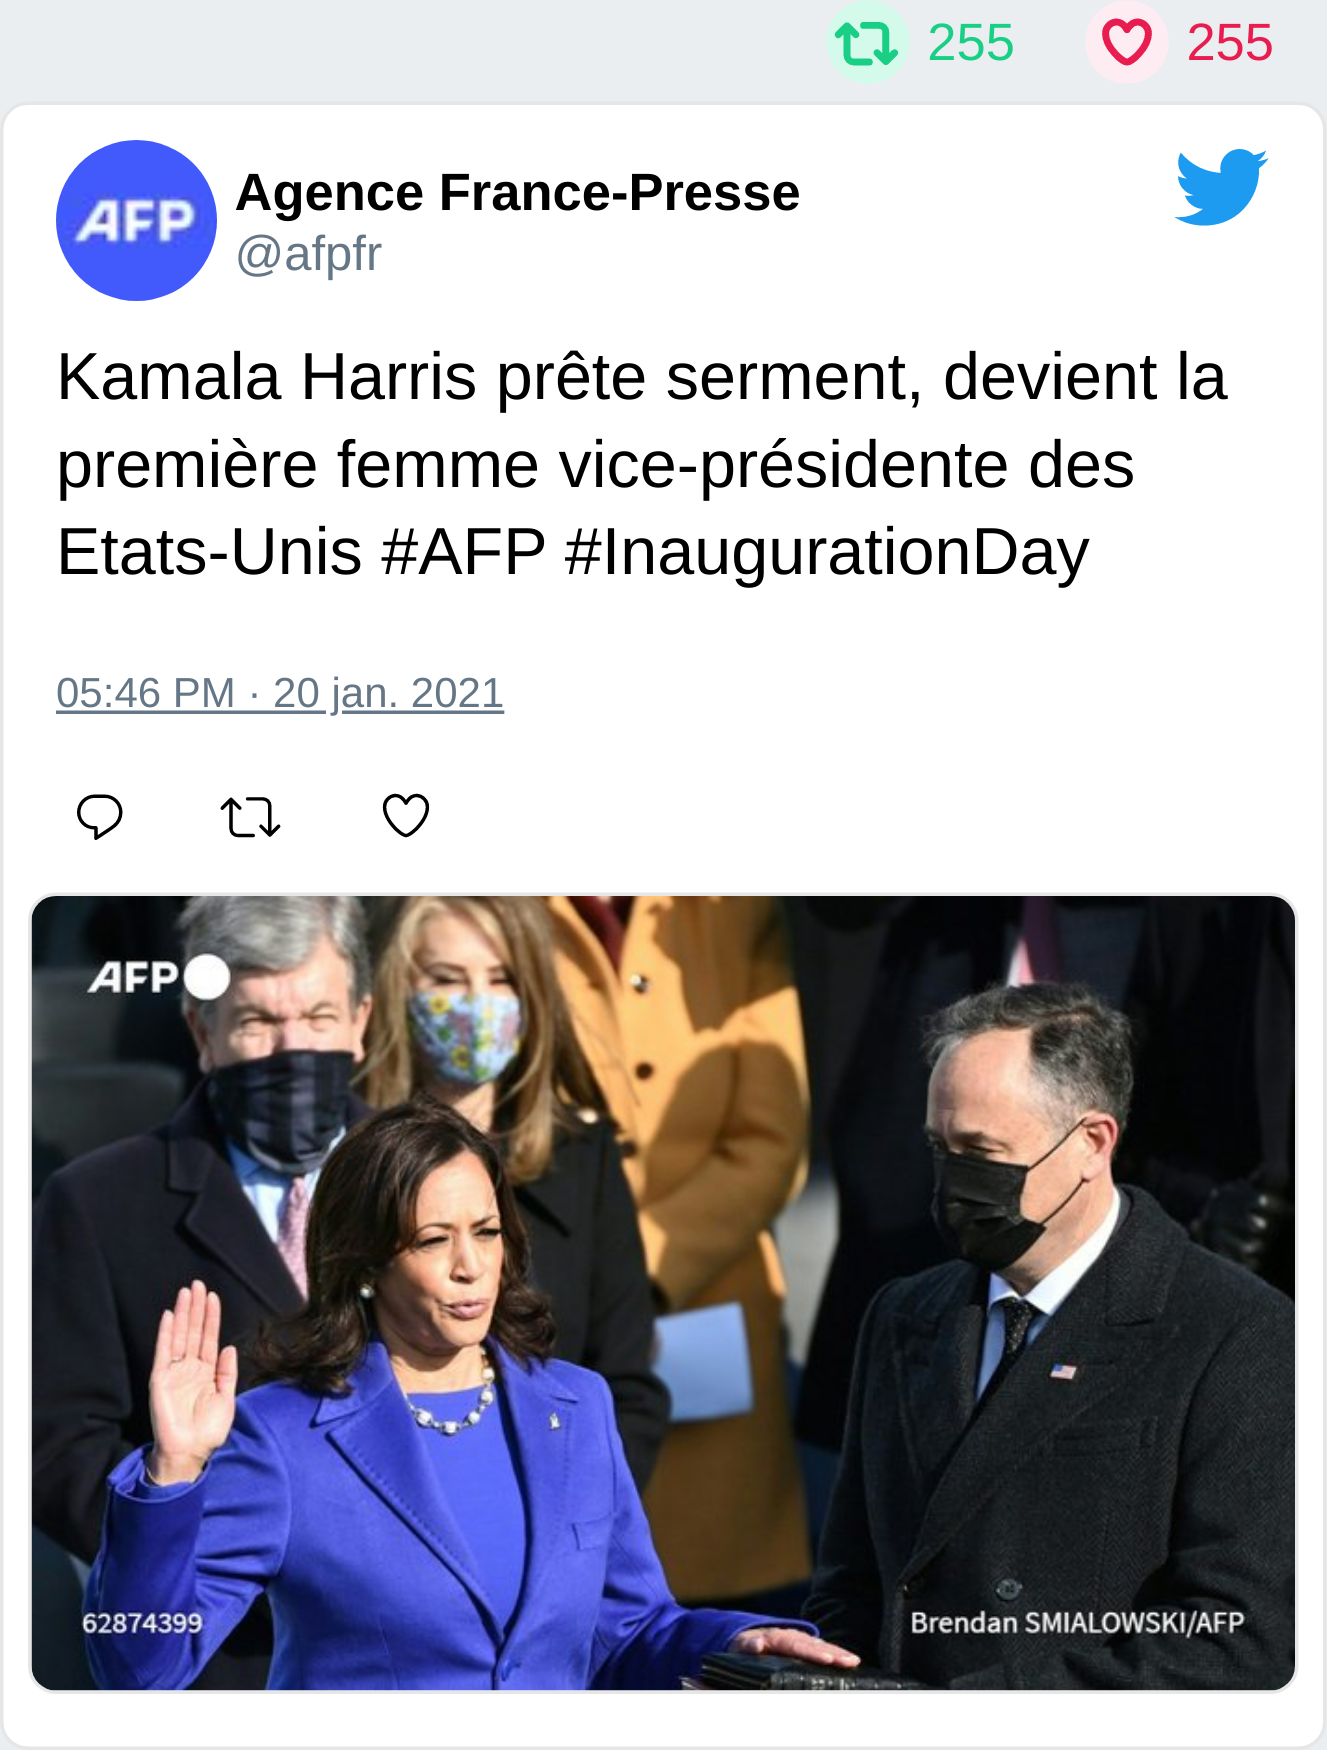 255 255
AFP
Agence France-Presse
@afpfr
Kamala Harris prête serment, devient la
première femme vice-présidente des
Etats-Unis #AFP #InaugurationDay
05:46 PM · 20 jan. 2021
AFP
62874399
Brendan SMIALOWSKI/AFP